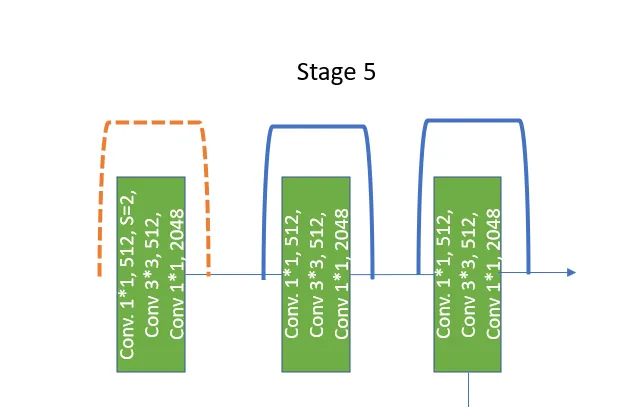 Stage 5
Conv. 1*1, 512, S=2,
Conv 3*3, 512,
Conv 1*1, 2048
Conv. 1*1, 512,
Conv 3*3, 512,
Conv 1*1, 2048
Conv. 1*1, 512,
Conv 3*3, 512,
Conv 1*1, 2048